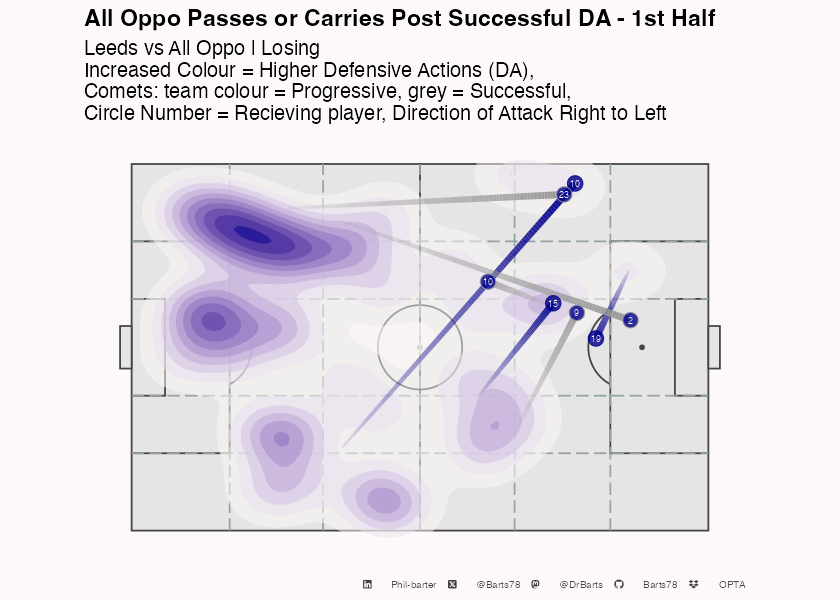 All Oppo Passes or Carries Post Successful DA - 1st Half
Leeds vs All Oppo | Losing
Increased Colour = Higher Defensive Actions (DA),
Comets: team colour = Progressive, grey = Successful,
Circle Number = Recieving player, Direction of Attack Right to Left
10
23
10
15
9
2
19
Phil-barter @Barts78 @DrBarts Barts78 OPTA